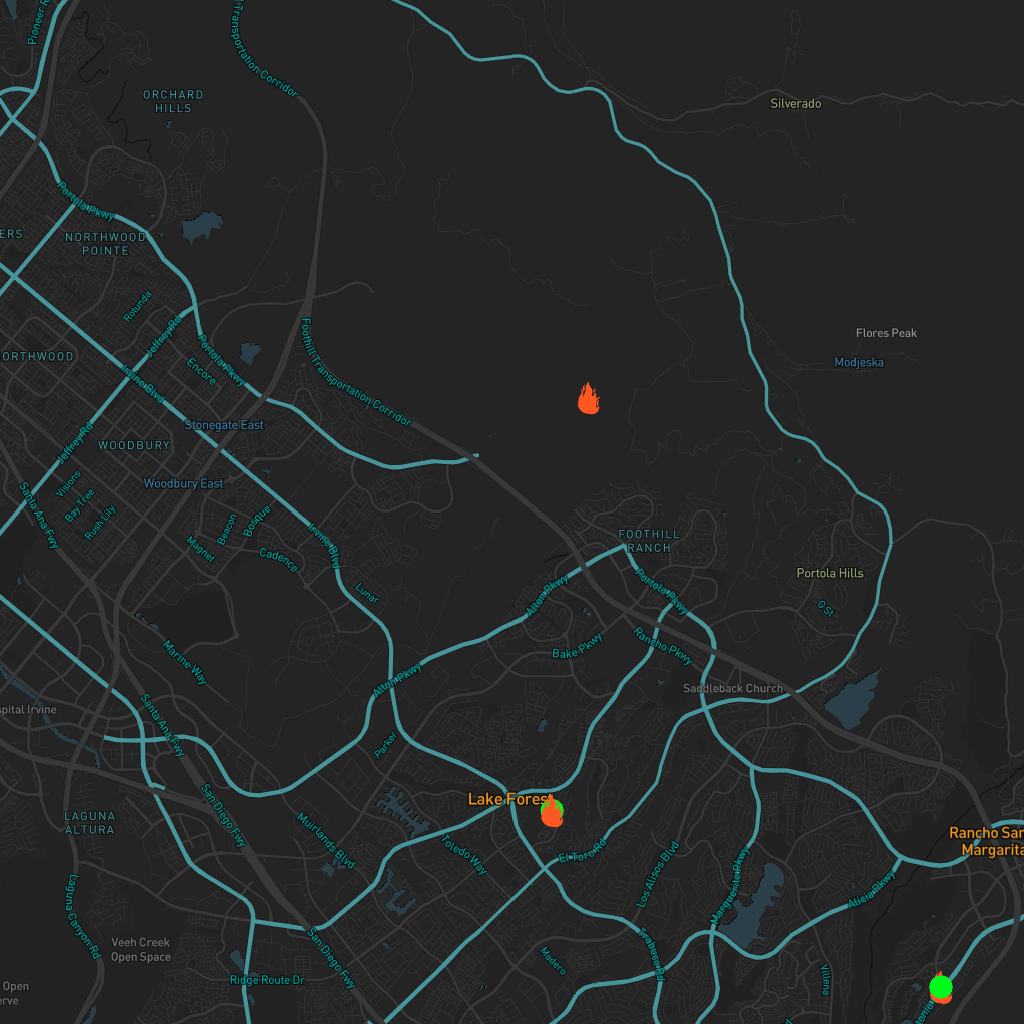 Pioneer R
Transportation Corridor
ORCHARD
HILLS
Silverado
Portola Pkwy
ERS
NORTHWOOD
POINTE
Rotunda
Jeffrey Rd
Foothill Transportation Corridor
Flores Peak
Modjeska
ORTHWOOD
Portola Pkwy
Encore
Irvine Blvd
Stonegate East
Jeffrey Rd
WOODBURY
Visions
Woodbury East
Bay Tree
Santa Ana Fwy
Rush Lily
Beacon
Bosque
Irvine Blvd
Magnet
Cadence
FOOTHILL
RANCH
Portola Hills
Lunar
Alton Pkwy
Portola Pkwy
G St
Bake Pkwy
Rancho Pkwy
Marine Way
Alton Pkwy
Saddleback Church
spital Irvine
Santa Ana Fwy
Parker
Lake Forest
San Diego Fwy
LAGUNA
ALTURA
Muirlands Blvd
Toledo Way
El Toro Rd
Rancho San
Margarita
Los Alisos Blvd
Marguerite Pkwy
Alicia Pkwy
Laguna Canyon Rd
Veeh Creek
Open Space
San Diego Fwy
Trabuco Rd
Madero
Ridge Route Dr
Villena
Open
erve